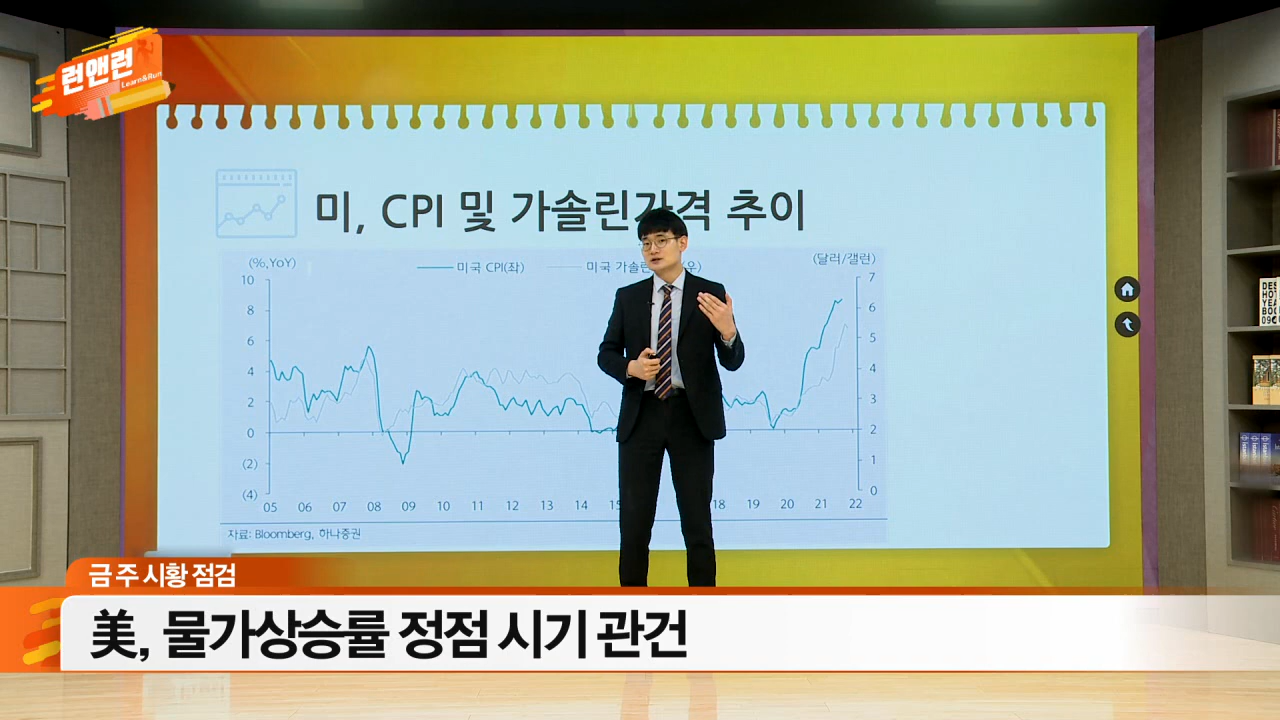 런앤런
Learn&Run
미, CPI 및 가솔린가격 추이
(%,YoY)
미국 CPI(좌)
미국 가솔린 (우)
(달러/갤런)
10
8
6
4
2
0
(2)
(4)
7
6
5
4
3
2
1
0
05 06 07 08 09 10 11 12 13 14 15 18 19 20 21 22
자료: Bloomberg, 하나증권
금주 시황 점검
美, 물가상승률 정점 시기 관건